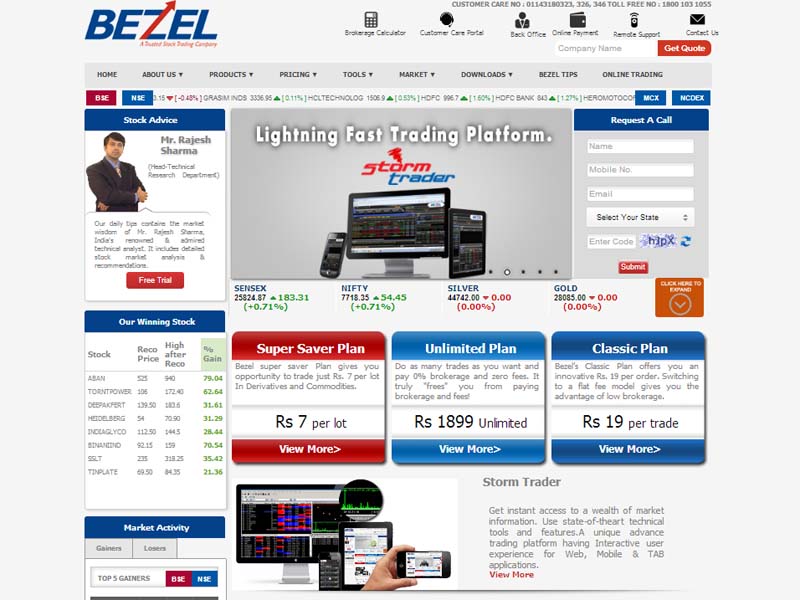 CUSTOMER CARE NO : 01143180323, 326, 346 TOLL FREE NO : 1800 103 1055
BEZEL
A Trusted Stock Trading Company
Brokerage Calculator
Customer Care Portal
Back Office
Online Payment
Remote Support
Contact Us
Company Name
Get Quote
HOME ABOUT US ▼ PRODUCTS ▼ PRICING ▼ TOOLS ▼ MARKET ▼ DOWNLOADS ▼ BEZEL TIPS ONLINE TRADING
BSE NSE 0.15 ▼ [ -0.48% ] GRASIM INDS 3336.95 ▲ [ 0.11% ] HCLTECHNOLOG 1506.9 ▲ [ 0.53% ] HDFC 996.7 ▲ [ 1.60% ] HDFC BANK 843 ▲ [ 1.27% ] HEROMOTOCOR MCX NCDEX
Stock Advice
Mr. Rajesh
Sharma
(Head-Technical
Research Department)
Our daily tips contains the market
wisdom of Mr. Rajesh Sharma,
India's renowned & admired
technical analyst. It includes detailed
stock market analysis &
recommendations.
Free Trial
Lightning Fast Trading Platform.
storm
trader
Request A Call
Name
Mobile No.
Email
Select Your State
Enter Code
Submit
SENSEX
25824.87 ▲ 183.31
(+0.71%)
NIFTY
7718.35 ▲ 54.45
(+0.71%)
SILVER
44742.00 ▼ 0.00
(0.00%)
GOLD
28085.00 ▼ 0.00
(0.00%)
CLICK HERE TO
EXPAND
Our Winning Stock
Stock Reco Price High after Reco % Gain
ABAN 525 940 79.04
TORNTPOWER 106 172.40 62.64
DEEPAKFERT 139.50 183.6 31.61
HEIDELBERG 54 70.90 31.29
INDIAGLYCO 112.50 144.5 28.44
BINANIIND 92.15 159 70.54
SSLT 235 318.25 35.42
TINPLATE 69.50 84.35 21.36
Super Saver Plan
Bezel super saver Plan gives you
opportunity to trade just Rs. 7 per lot
In Derivatives and Commodities.
Rs 7 per lot
View More>
Unlimited Plan
Do as many trades as you want and
pay 0% brokerage and zero fees. It
truly "frees" you from paying
brokerage and fees!
Rs 1899 Unlimited
View More>
Classic Plan
Bezel's Classic Plan offers you an
innovative Rs. 19 per order. Switching
to a flat fee model gives you the
advantage of low brokerage.
Rs 19 per trade
View More>
Market Activity
Gainers Losers
TOP 5 GAINERS BSE NSE
Storm Trader
Get instant access to a wealth of market
information. Use state-of-theart technical
tools and features.A unique advance
trading platform having Interactive user
experience for Web, Mobile & TAB
applications.
View More